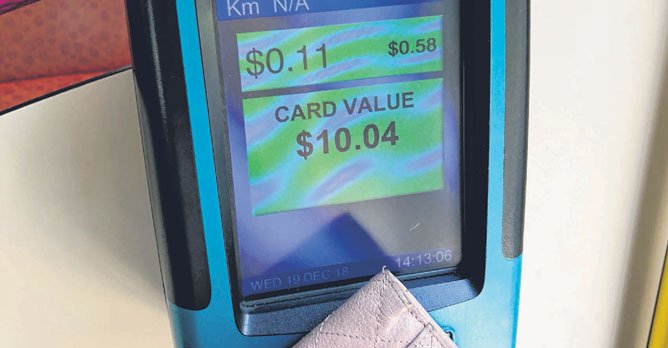 Km N/A
$0.11 $0.58
CARD VALUE
$10.04
WED 19 DEC 18 14:13:06